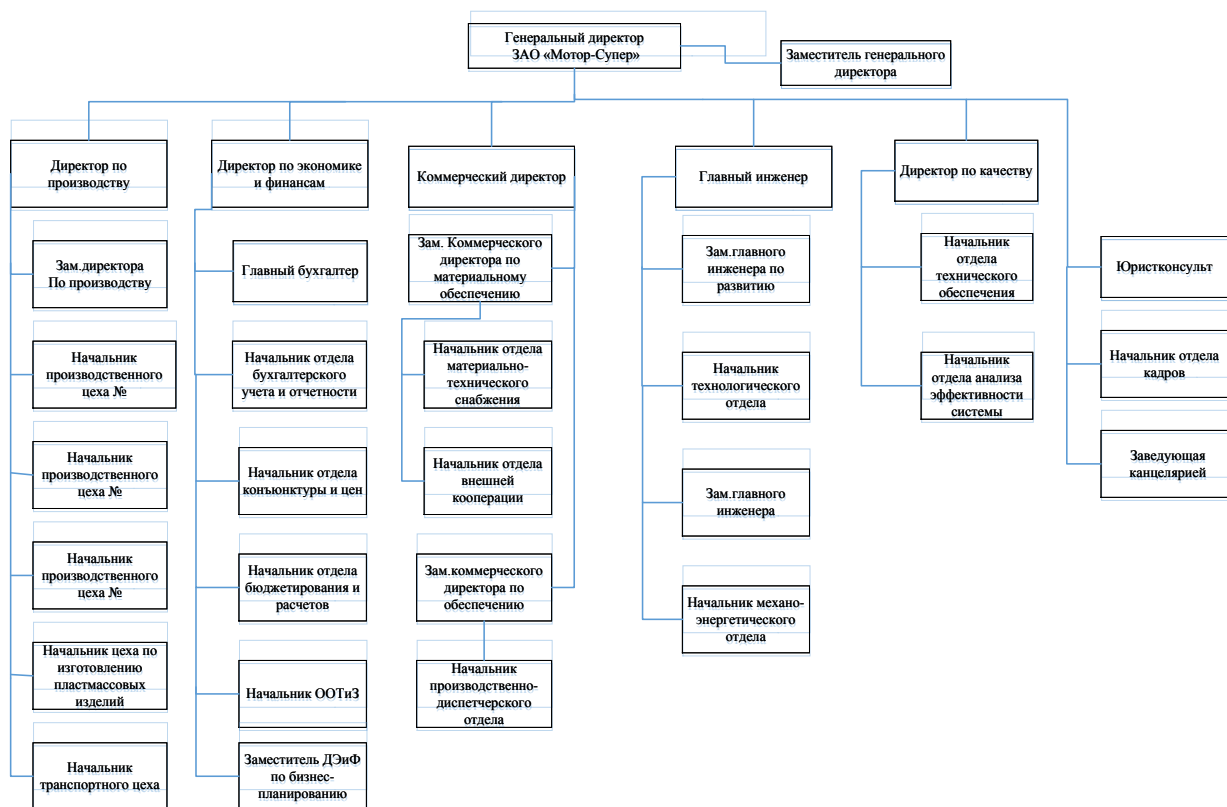 Генеральный директор
ЗАО «Мотор-Супер»
Заместитель генерального
директора
Директор по
производству
Зам.директора
По производству
Начальник
производственного
цеха №
Начальник
производственного
цеха №
Начальник
производственного
цеха №
Начальник цеха по
изготовлению
пластмассовых
изделий
Начальник
транспортного цеха
Директор по экономике
и финансам
Главный бухгалтер
Начальник отдела
бухгалтерского
учета и отчетности
Начальник отдела
конъюнктуры и цен
Начальник отдела
бюджетирования и
расчетов
Начальник ООТиЗ
Заместитель ДЭиФ
по бизнес-
планированию
Коммерческий директор
Зам. Коммерческого
директора по
материальному
обеспечению
Начальник отдела
материально-
технического
снабжения
Начальник отдела
внешней
кооперации
Зам.коммерческого
директора по
обеспечению
Начальник
производственно-
диспетчерского
отдела
Главный инженер
Зам.главного
инженера по
развитию
Начальник
технологического
отдела
Зам.главного
инженера
Начальник механо-
энергетического
отдела
Директор по качеству
Начальник
отдела
технического
обеспечения
Начальник
отдела анализа
эффективности
системы
Юристконсульт
Начальник отдела
кадров
Заведующая
канцелярией